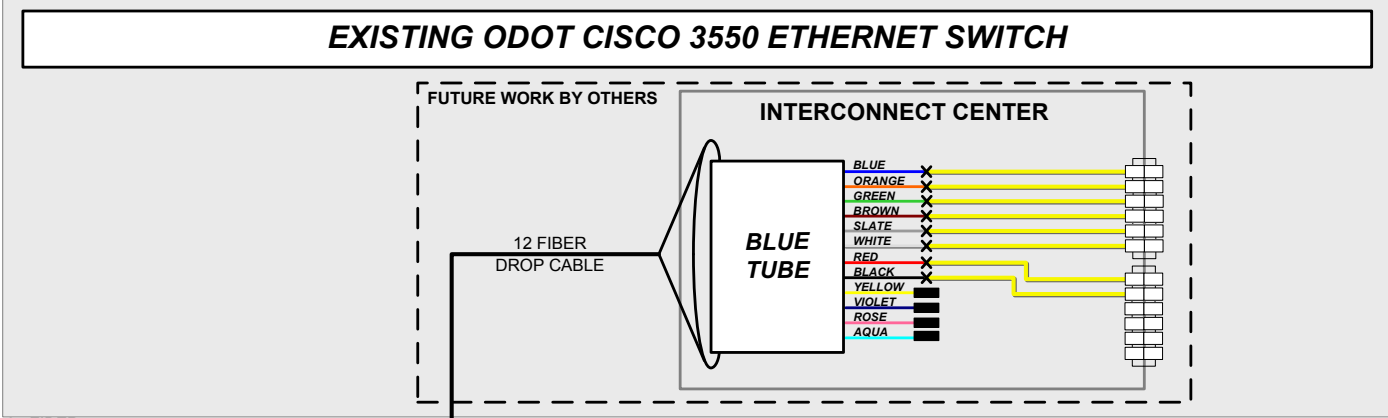 EXISTING ODOT CISCO 3550 ETHERNET SWITCH
FUTURE WORK BY OTHERS
INTERCONNECT CENTER
BLUE
ORANGE
GREEN
BROWN
SLATE
WHITE
RED
BLACK
YELLOW
VIOLET
ROSE
AQUA
BLUE
TUBE
12 FIBER
DROP CABLE